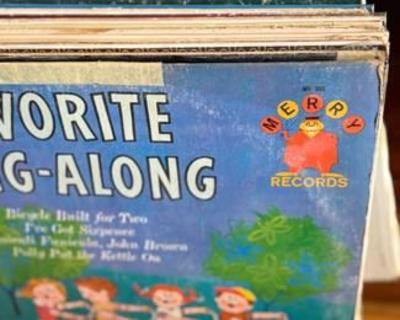 VORITE
G-ALONG
MERRY
RECORDS
Bicycle Built for Two
I've Got Sixpence
Funiculi, John Brown
Polly Put the Kettle On